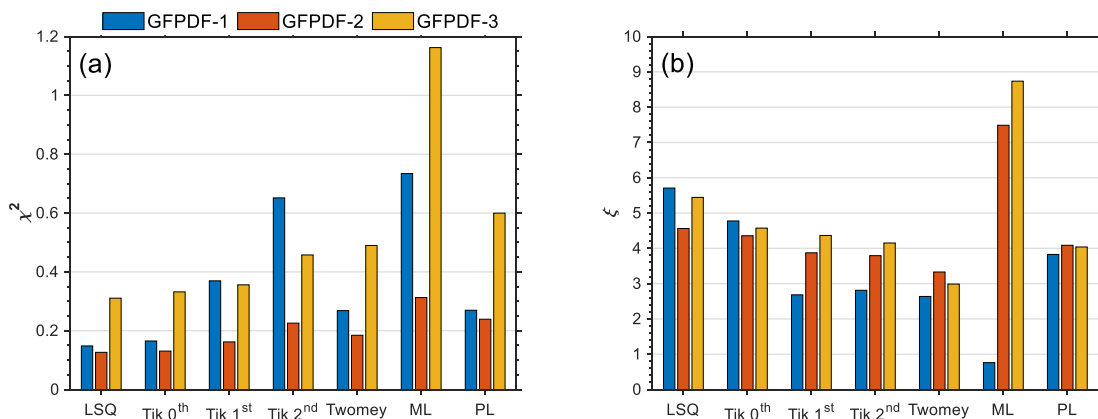 GFPDF-1 GFPDF-2 GFPDF-3
(a)
χ²
1.2
1
0.8
0.6
0.4
0.2
0
LSQ Tik 0th Tik 1st Tik 2nd Twomey ML PL
(b)
ξ
10
9
8
7
6
5
4
3
2
1
0
LSQ Tik 0th Tik 1st Tik 2nd Twomey ML PL